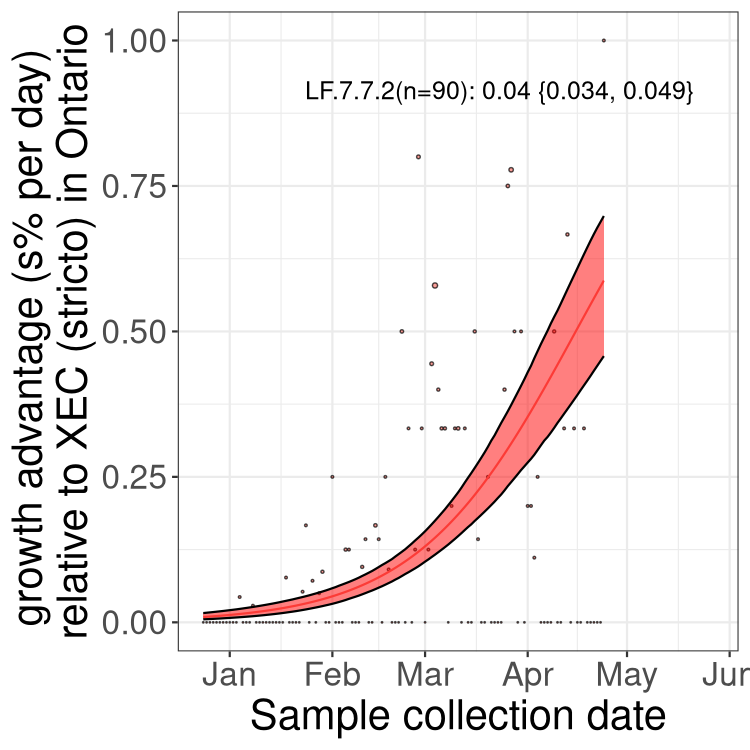 growth advantage (s% per day)
relative to XEC (stricto) in Ontario
1.00
0.75
0.50
0.25
0.00
LF.7.7.2(n=90): 0.04 {0.034, 0.049}
Jan Feb Mar Apr May Jur
Sample collection date